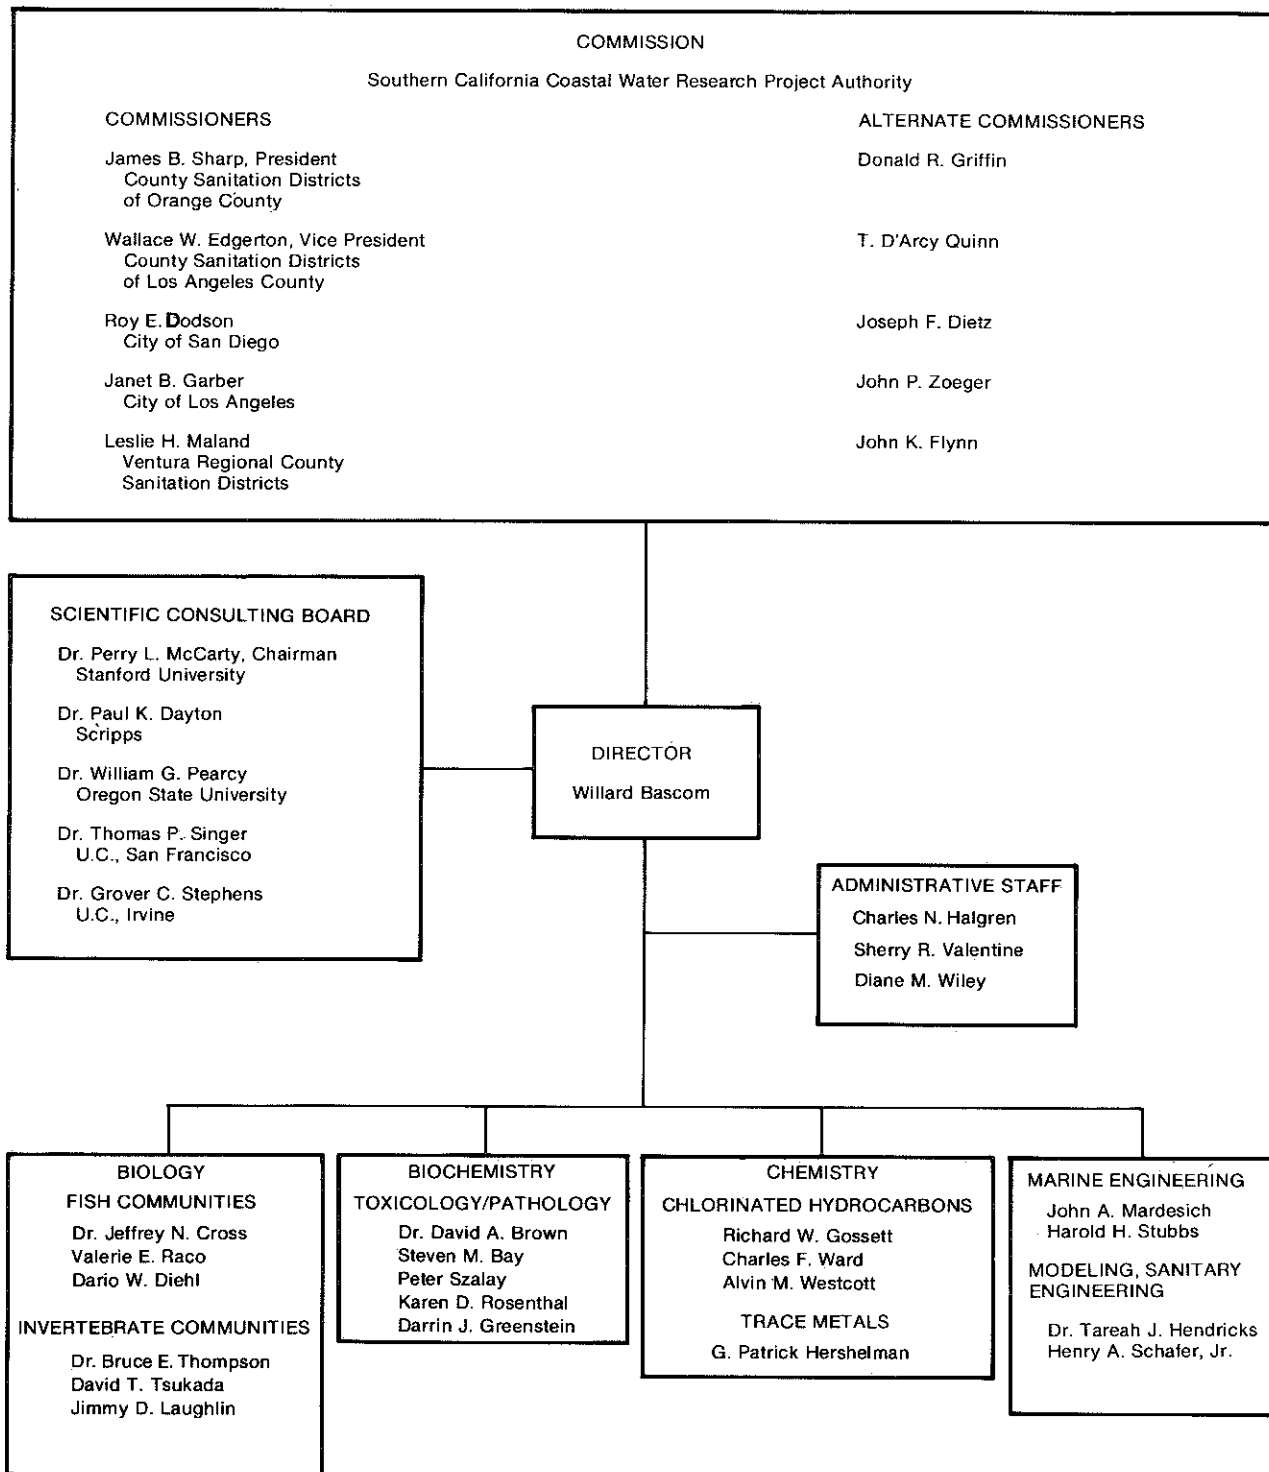 COMMISSION
Southern California Coastal Water Research Project Authority
COMMISSIONERS
James B. Sharp, President
County Sanitation Districts
of Orange County
Wallace W. Edgerton, Vice President
County Sanitation Districts
of Los Angeles County
Roy E. Dodson
City of San Diego
Janet B. Garber
City of Los Angeles
Leslie H. Maland
Ventura Regional County
Sanitation Districts
ALTERNATE COMMISSIONERS
Donald R. Griffin
T. D'Arcy Quinn
Joseph F. Dietz
John P. Zoeger
John K. Flynn
SCIENTIFIC CONSULTING BOARD
Dr. Perry L. McCarty, Chairman
Stanford University
Dr. Paul K. Dayton
Scripps
Dr. William G. Pearcy
Oregon State University
Dr. Thomas P. Singer
U.C., San Francisco
Dr. Grover C. Stephens
U.C., Irvine
DIRECTOR
Willard Bascom
ADMINISTRATIVE STAFF
Charles N. Halgren
Sherry R. Valentine
Diane M. Wiley
BIOLOGY
FISH COMMUNITIES
Dr. Jeffrey N. Cross
Valerie E. Raco
Dario W. Diehl
INVERTEBRATE COMMUNITIES
Dr. Bruce E. Thompson
David T. Tsukada
Jimmy D. Laughlin
BIOCHEMISTRY
TOXICOLOGY/PATHOLOGY
Dr. David A. Brown
Steven M. Bay
Peter Szalay
Karen D. Rosenthal
Darrin J. Greenstein
CHEMISTRY
CHLORINATED HYDROCARBONS
Richard W. Gossett
Charles F. Ward
Alvin M. Westcott
TRACE METALS
G. Patrick Hershelman
MARINE ENGINEERING
John A. Mardesich
Harold H. Stubbs
MODELING, SANITARY
ENGINEERING
Dr. Tareah J. Hendricks
Henry A. Schafer, Jr.